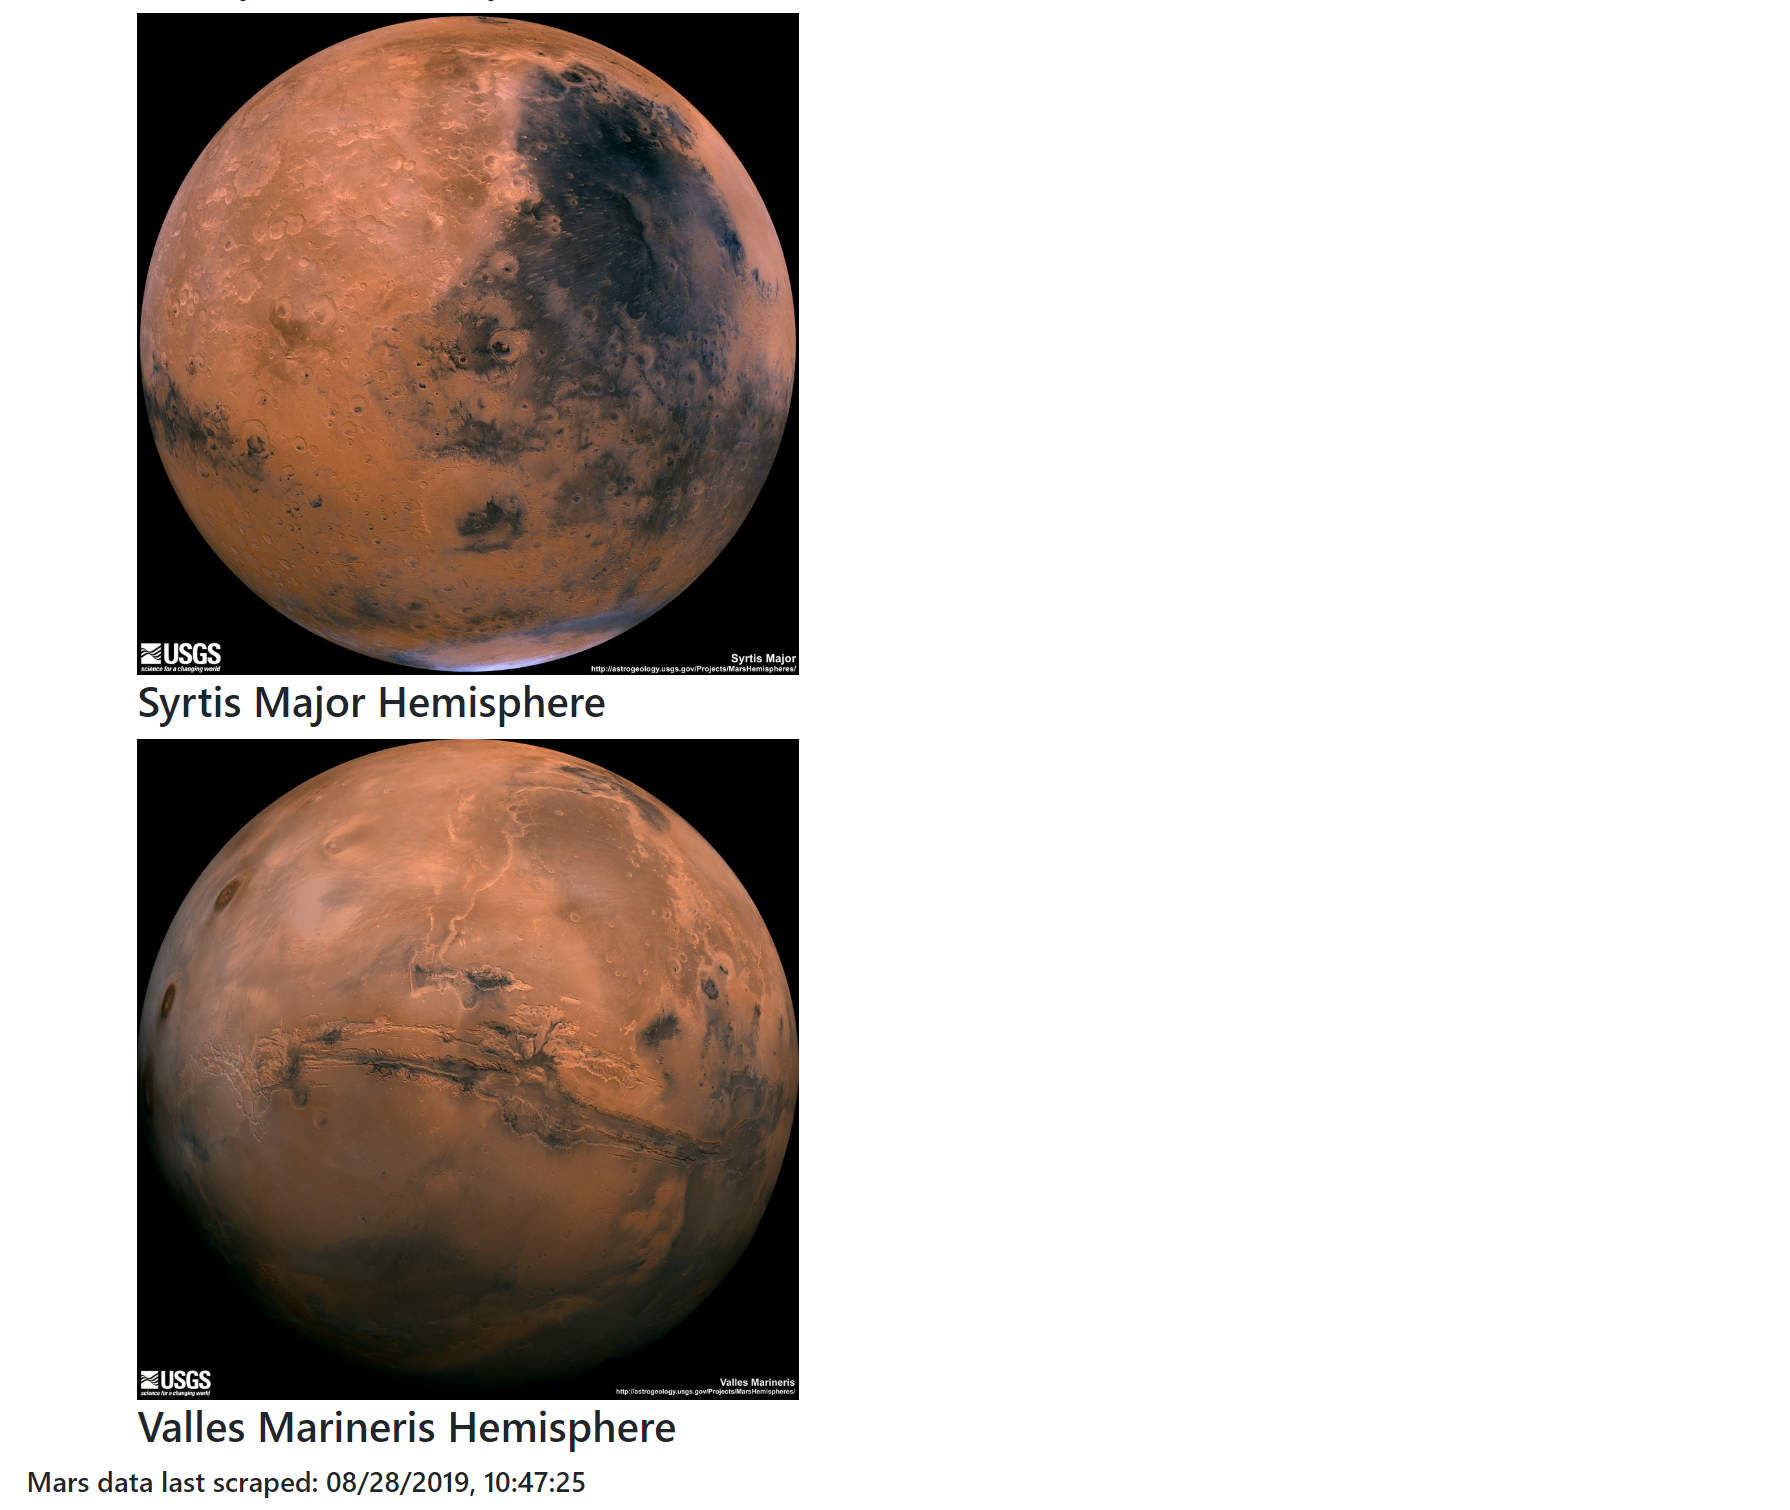 USGS
science for a changing world
Syrtis Major
http://astrogeology.usgs.gov/Projects/MarsHemispheres/
Syrtis Major Hemisphere
USGS
science for a changing world
Valles Marineris
http://astrogeology.usgs.gov/Projects/MarsHemispheres/
Valles Marineris Hemisphere
Mars data last scraped: 08/28/2019, 10:47:25